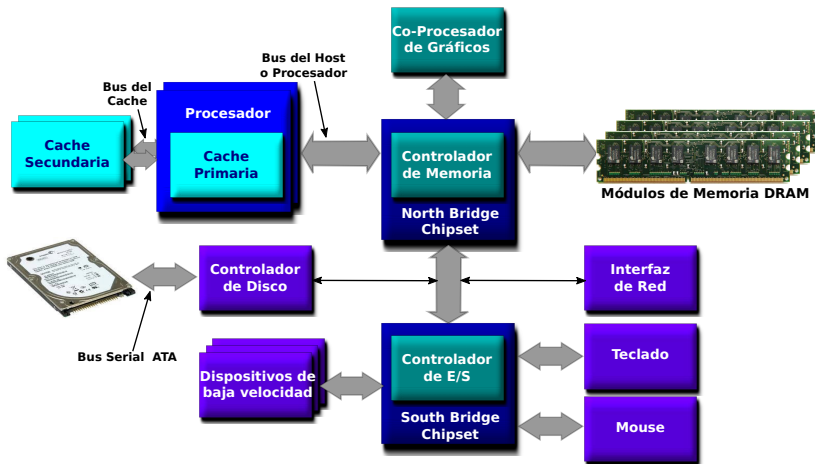 Co-Procesador
de Gráficos
Bus del Host
o Procesador
Bus del
Cache
Procesador
Cache
Secundaria
Cache
Primaria
Controlador
de Memoria
North Bridge
Chipset
Módulos de Memoria DRAM
Controlador
de Disco
Interfaz
de Red
Bus Serial ATA
Dispositivos de
baja velocidad
Controlador
de E/S
South Bridge
Chipset
Teclado
Mouse